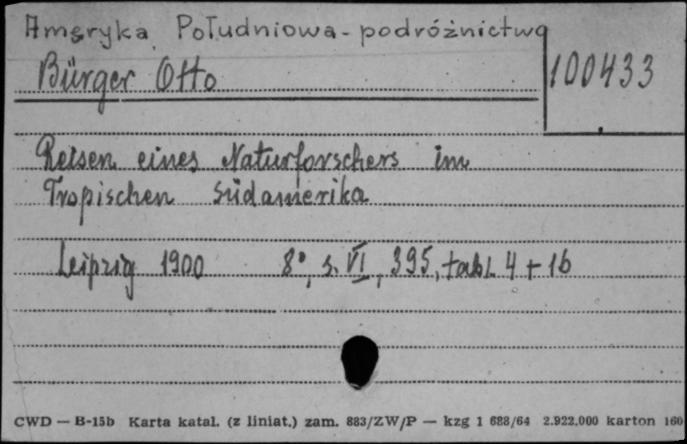 Ameryka Południowa - podróżnictwo
Bürger Otto
100433
Reisen eines Naturforschers im
Tropischen Südamerika
Leipzig 1900 8°, s. VI, 395, tabl. 4 + 16
CWD — B-15b Karta katal. (z liniat.) zam. 883/ZW/P — kzg 1 688/64 2.922.000 karton 160